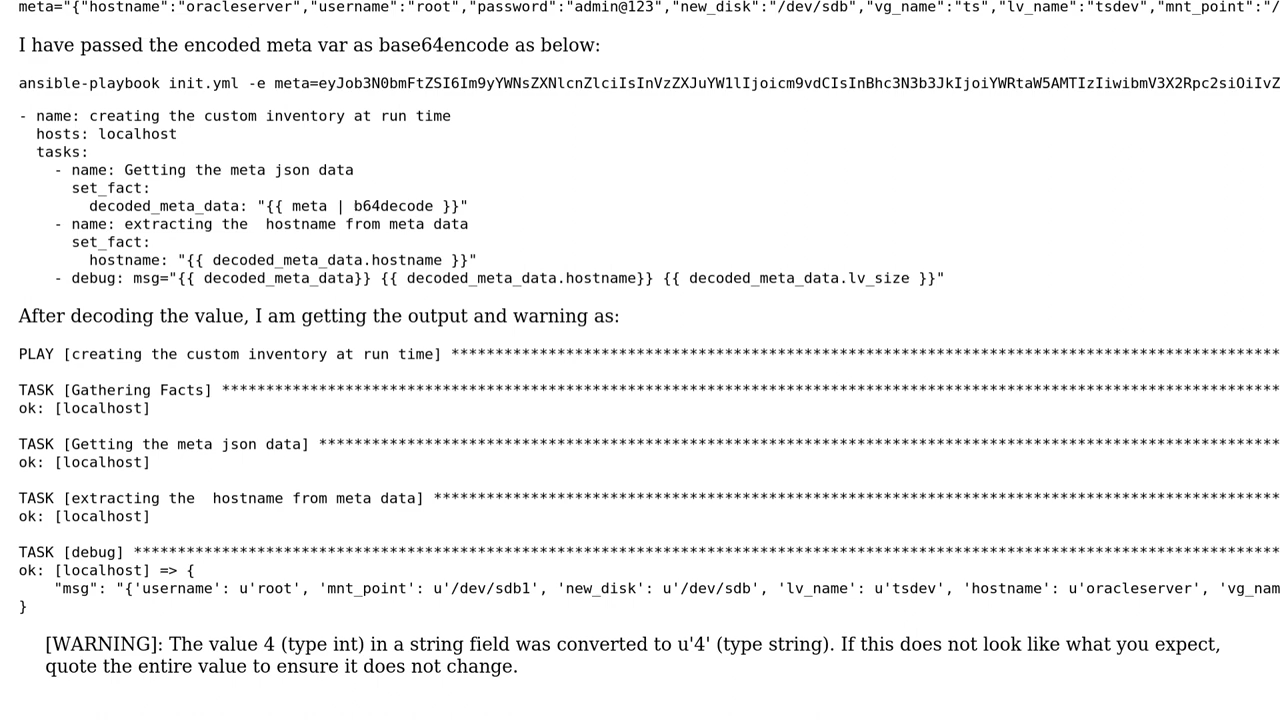 meta="{"hostname":"oracleserver","username":"root","password":"admin@123","new_disk":"/dev/sdb","vg_name":"ts","lv_name":"tsdev","mnt_point":"/
I have passed the encoded meta var as base64encode as below:
ansible-playbook init.yml -e meta=eyJob3N0bmFtZSI6Im9yYWNsZXNlcnZlciIsInVzZXJuYW1lIjoicm9vdCIsInBhc3N3b3JkIjoiYWRtaW5AMTIzIiwibmV3X2Rpc2siOiIvZ
- name: creating the custom inventory at run time
  hosts: localhost
  tasks:
    - name: Getting the meta json data
      set_fact:
        decoded_meta_data: "{{ meta | b64decode }}"
    - name: extracting the  hostname from meta data
      set_fact:
        hostname: "{{ decoded_meta_data.hostname }}"
    - debug: msg="{{ decoded_meta_data}} {{ decoded_meta_data.hostname}} {{ decoded_meta_data.lv_size }}"
After decoding the value, I am getting the output and warning as:
PLAY [creating the custom inventory at run time] **********************************************************************************************
TASK [Gathering Facts] ************************************************************************************************************************
ok: [localhost]
TASK [Getting the meta json data] *************************************************************************************************************
ok: [localhost]
TASK [extracting the  hostname from meta data] ************************************************************************************************
ok: [localhost]
TASK [debug] **********************************************************************************************************************************
ok: [localhost] => {
    "msg": "{'username': u'root', 'mnt_point': u'/dev/sdb1', 'new_disk': u'/dev/sdb', 'lv_name': u'tsdev', 'hostname': u'oracleserver', 'vg_nam
}
[WARNING]: The value 4 (type int) in a string field was converted to u'4' (type string). If this does not look like what you expect,
quote the entire value to ensure it does not change.